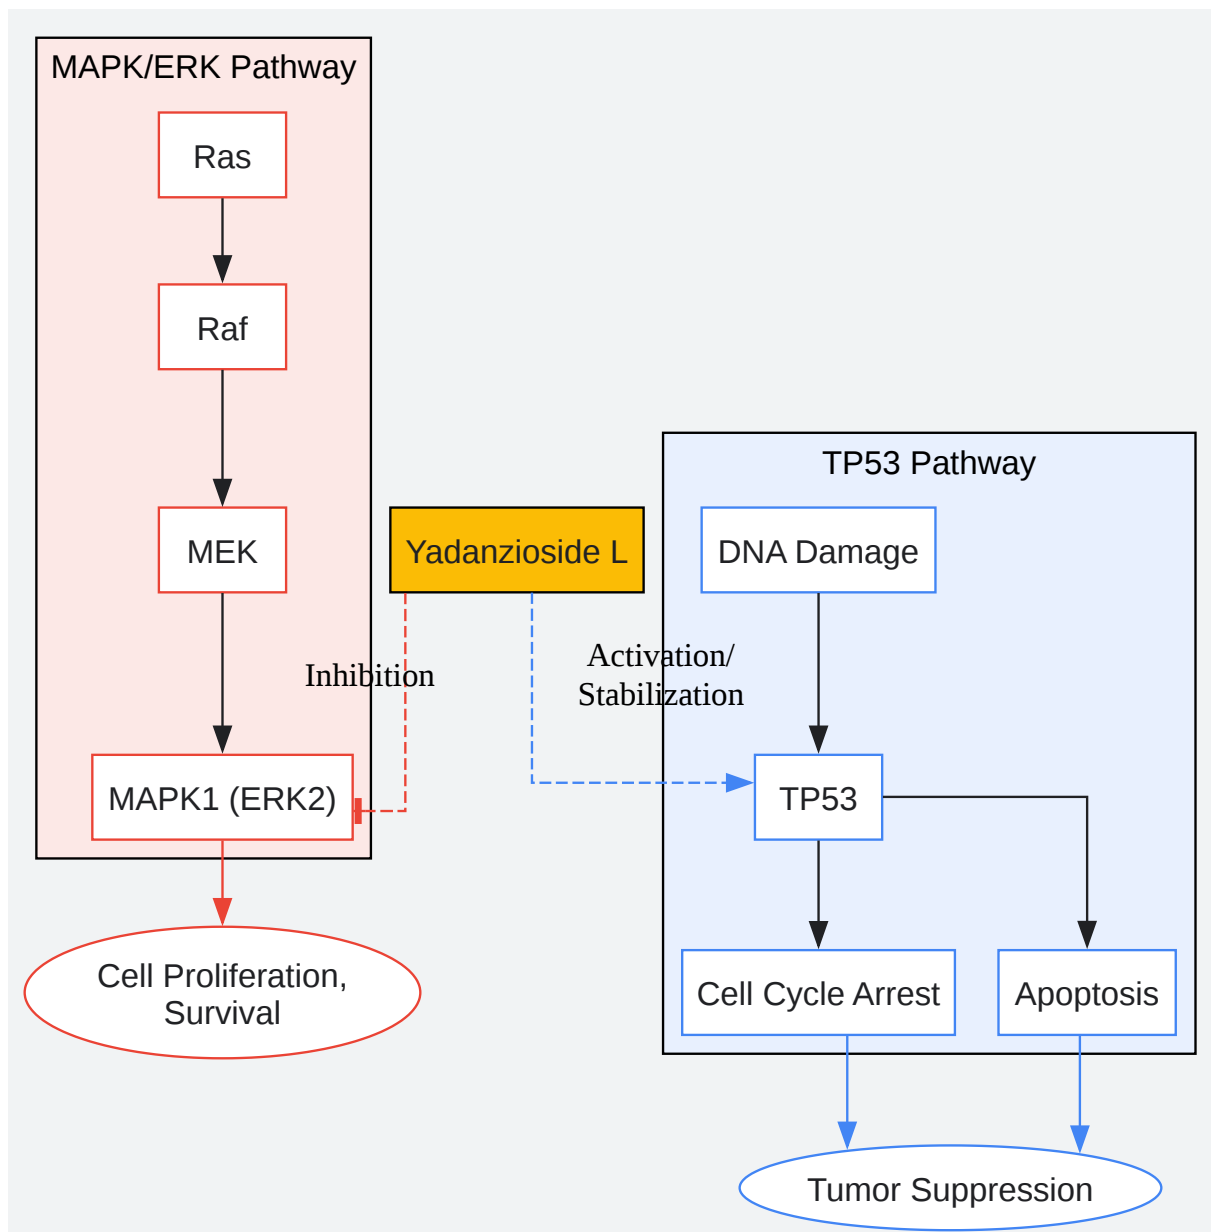 MAPK/ERK Pathway
Ras
Raf
TP53 Pathway
MEK
Yadanzioside L
DNA Damage
Inhibition
Activation/
Stabilization
MAPK1 (ERK2)
TP53
Cell Proliferation,
Survival
Cell Cycle Arrest
Apoptosis
Tumor Suppression